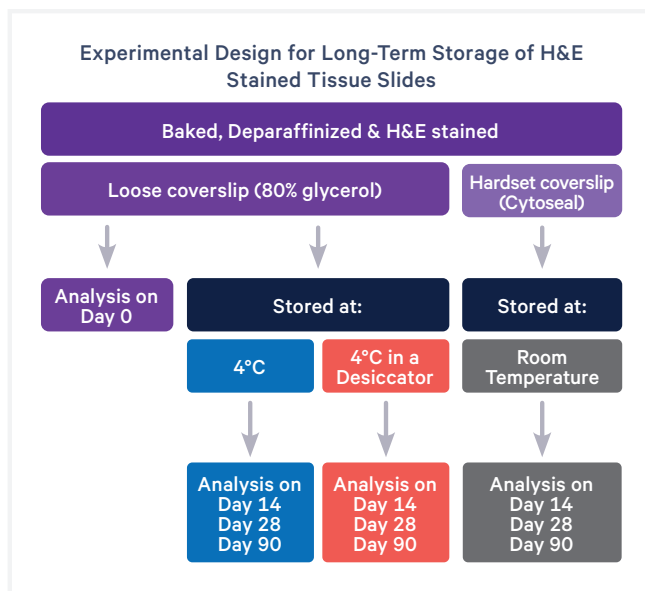 Experimental Design for Long-Term Storage of H&E
Stained Tissue Slides
Baked, Deparaffinized & H&E stained
Loose coverslip (80% glycerol)
Hardset coverslip
(Cytoseal)
Analysis on
Day 0
Stored at:
Stored at:
4°C
4°C in a
Desiccator
Room
Temperature
Analysis on
Day 14
Day 28
Day 90
Analysis on
Day 14
Day 28
Day 90
Analysis on
Day 14
Day 28
Day 90